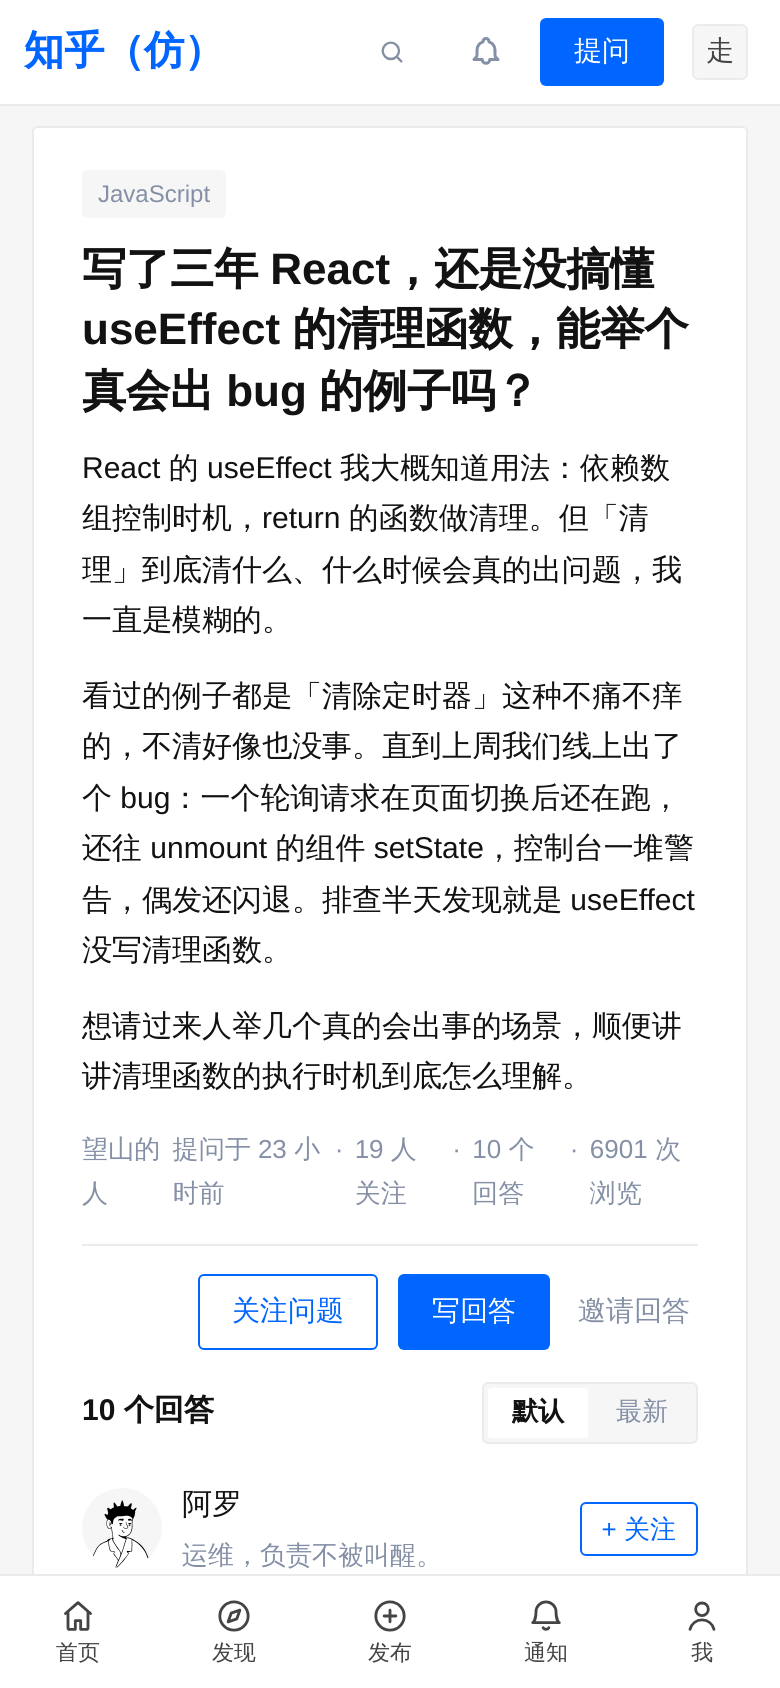 知乎（仿）
提问
走
JavaScript
写了三年 React，还是没搞懂
useEffect 的清理函数，能举个
真会出 bug 的例子吗？
React 的 useEffect 我大概知道用法：依赖数
组控制时机，return 的函数做清理。但「清
理」到底清什么、什么时候会真的出问题，我
一直是模糊的。
看过的例子都是「清除定时器」这种不痛不痒
的，不清好像也没事。直到上周我们线上出了
个 bug：一个轮询请求在页面切换后还在跑，
还往 unmount 的组件 setState，控制台一堆警
告，偶发还闪退。排查半天发现就是 useEffect
没写清理函数。
想请过来人举几个真的会出事的场景，顺便讲
讲清理函数的执行时机到底怎么理解。
望山的人 提问于 23 小时前 · 19 人关注 · 10 个回答 · 6901 次浏览
关注问题 写回答 邀请回答
10 个回答 默认 最新
阿罗
+ 关注
运维，负责不被叫醒。
首页 发现 发布 通知 我